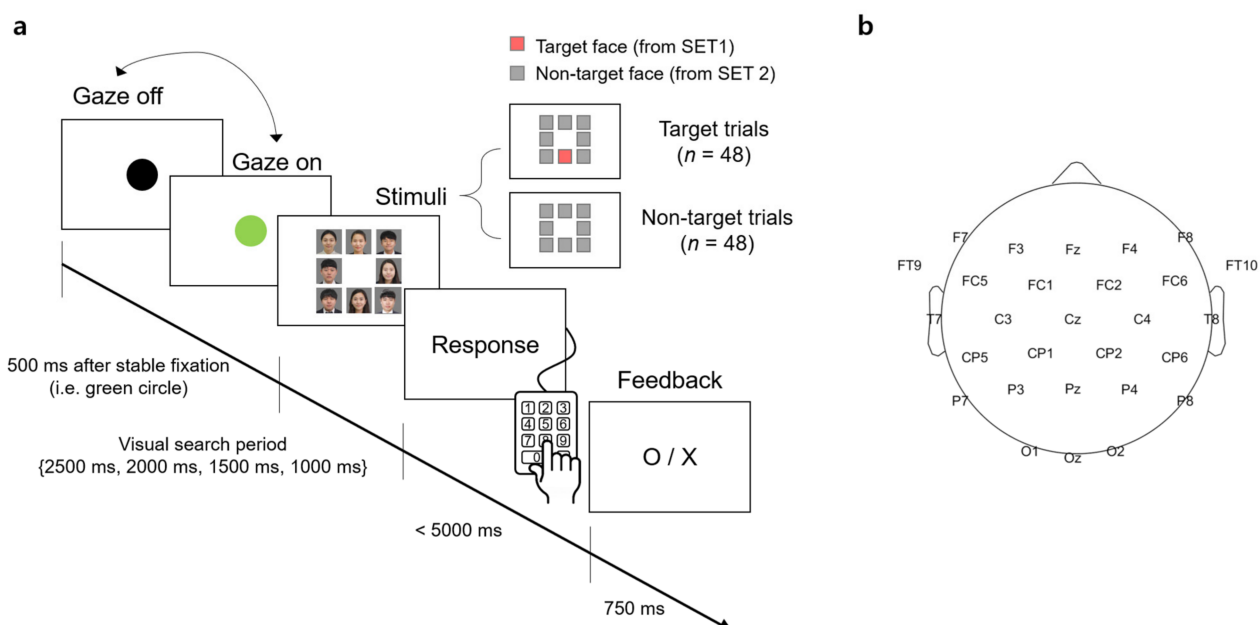 a
Target face (from SET1)
Non-target face (from SET 2)
Gaze off
Gaze on
Stimuli
Target trials
(n = 48)
Non-target trials
(n = 48)
Response
1 2 3
4 5 6
7 8 9
0
Feedback
O / X
500 ms after stable fixation
(i.e. green circle)
Visual search period
{2500 ms, 2000 ms, 1500 ms, 1000 ms}
< 5000 ms
750 ms
b
F7 F3 Fz F4 F8
FT9 FT10
FC5 FC1 FC2 FC6
T7 C3 Cz C4 T8
CP5 CP1 CP2 CP6
P7 P3 Pz P4 P8
O1 Oz O2